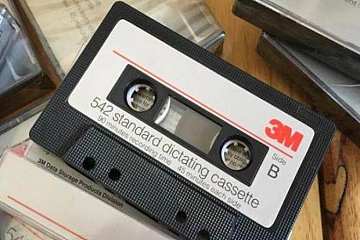 3M
Side
B
542 standard dictating cassette
90 minutes recording time 45 minutes each side
3M Data Storage Products Division